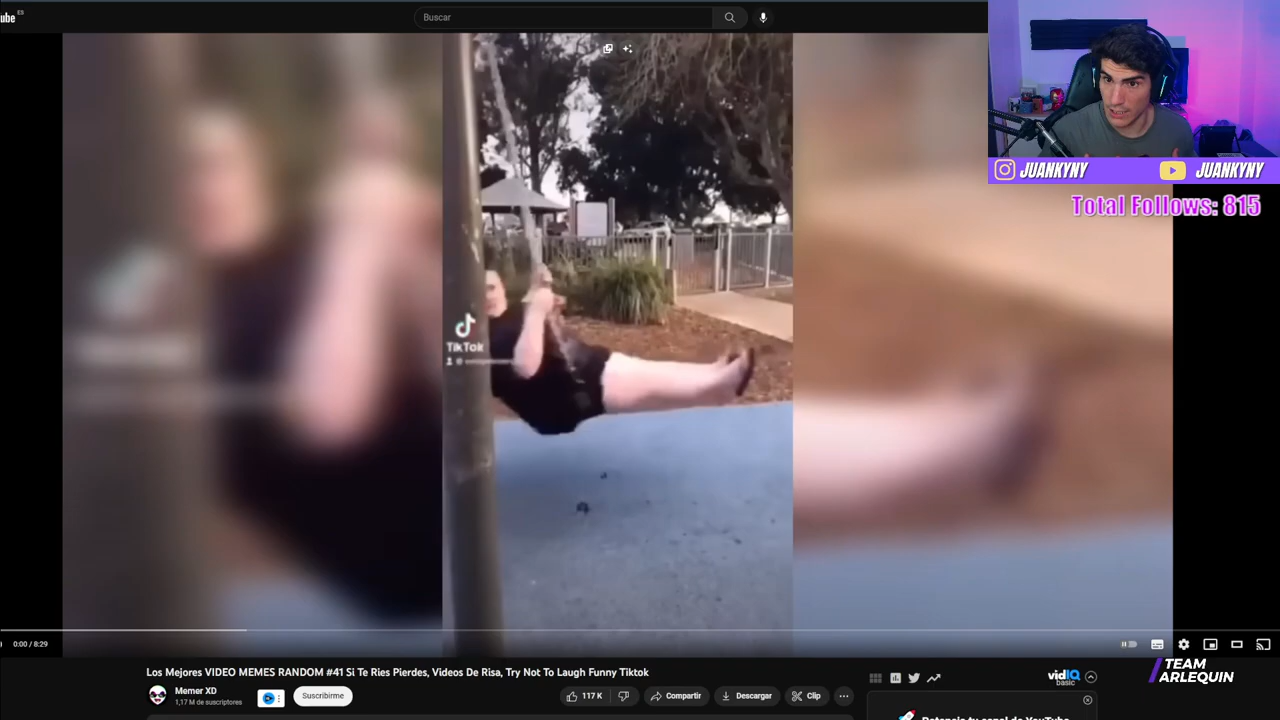 ube ES
Buscar
JUANKYNY JUANKYNY
Total Follows: 815
TikTok
0:00 / 8:29
Los Mejores VIDEO MEMES RANDOM #41 Si Te Ries Pierdes, Videos De Risa, Try Not To Laugh Funny Tiktok
Memer XD
1,17 M de suscriptores
Suscribirme
117 K
Compartir
Descargar
Clip
vidIQ
basic
TEAM
ARLEQUIN